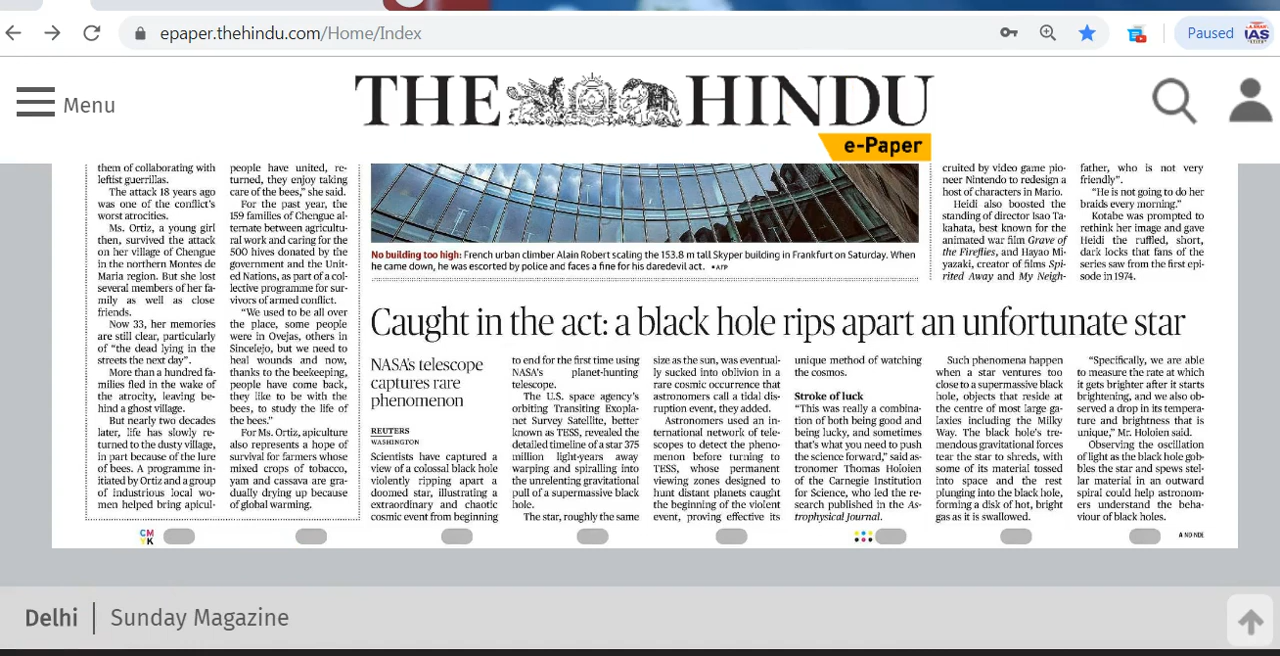 epaper.thehindu.com/Home/Index
Paused
IAS
Menu
THE HINDU
e-Paper
them of collaborating with
leftist guerrillas.
The attack 18 years ago
was one of the conflict's
worst atrocities.
Ms. Ortiz, a young girl
then, survived the attack
on her village of Chengue
in the northern Montes de
Maria region. But she lost
several members of her fa-
mily as well as close
friends.
Now 33, her memories
are still clear, particularly
of "the dead lying in the
streets the next day".
More than a hundred fa-
milies fled in the wake of
the atrocity, leaving be-
hind a ghost village.
But nearly two decades
later, life has slowly re-
turned to the dusty village,
in part because of the lure
of bees. A programme in-
itiated by Ortiz and a group
of industrious local wo-
men helped bring apicul-
people have united, re-
turned, they enjoy taking
care of the bees," she said.
For the past year, the
159 families of Chengue al-
ternate between agricultu-
ral work and caring for the
500 hives donated by the
government and the Unit-
ed Nations, as part of a col-
lective programme for sur-
vivors of armed conflict.
"We used to be all over
the place, some people
were in Ovejas, others in
Sincelejo, but we need to
heal wounds and now,
thanks to the beekeeping,
people have come back,
they like to be with the
bees, to study the life of
the bees."
For Ms. Ortiz, apiculture
also represents a hope of
survival for farmers whose
mixed crops of tobacco,
yam and cassava are gra-
dually drying up because
of global warming.
No building too high: French urban climber Alain Robert scaling the 153.8 m tall Skyper building in Frankfurt on Saturday. When
he came down, he was escorted by police and faces a fine for his daredevil act. • AFP
cruited by video game pio-
neer Nintendo to redesign a
host of characters in Mario.
Heidi also boosted the
standing of director Isao Ta-
kahata, best known for the
animated war film Grave of
the Fireflies, and Hayao Mi-
yazaki, creator of films Spi-
rited Away and My Neigh-
father, who is not very
friendly".
"He is not going to do her
braids every morning."
Kotabe was prompted to
rethink her image and gave
Heidi the ruffled, short,
dark locks that fans of the
series saw from the first epi-
sode in 1974.
Caught in the act: a black hole rips apart an unfortunate star
NASA's telescope
captures rare
phenomenon
REUTERS
WASHINGTON
Scientists have captured a
view of a colossal black hole
violently ripping apart a
doomed star, illustrating a
extraordinary and chaotic
cosmic event from beginning
to end for the first time using
NASA's planet-hunting
telescope.
The U.S. space agency's
orbiting Transiting Exopla-
net Survey Satellite, better
known as TESS, revealed the
detailed timeline of a star 375
million light-years away
warping and spiralling into
the unrelenting gravitational
pull of a supermassive black
hole.
The star, roughly the same
size as the sun, was eventual-
ly sucked into oblivion in a
rare cosmic occurrence that
astronomers call a tidal dis-
ruption event, they added.
Astronomers used an in-
ternational network of tele-
scopes to detect the pheno-
menon before turning to
TESS, whose permanent
viewing zones designed to
hunt distant planets caught
the beginning of the violent
event, proving effective its
unique method of watching
the cosmos.
Stroke of luck
"This was really a combina-
tion of both being good and
being lucky, and sometimes
that's what you need to push
the science forward," said as-
tronomer Thomas Holoien
of the Carnegie Institution
for Science, who led the re-
search published in the As-
trophysical Journal.
Such phenomena happen
when a star ventures too
close to a supermassive black
hole, objects that reside at
the centre of most large ga-
laxies including the Milky
Way. The black hole's tre-
mendous gravitational forces
tear the star to shreds, with
some of its material tossed
into space and the rest
plunging into the black hole,
forming a disk of hot, bright
gas as it is swallowed.
"Specifically, we are able
to measure the rate at which
it gets brighter after it starts
brightening, and we also ob-
served a drop in its tempera-
ture and brightness that is
unique," Mr. Holoien said.
Observing the oscillation
of light as the black hole gob-
bles the star and spews stel-
lar material in an outward
spiral could help astronom-
ers understand the beha-
viour of black holes.
CM
YK
A ND-NDE
Delhi | Sunday Magazine